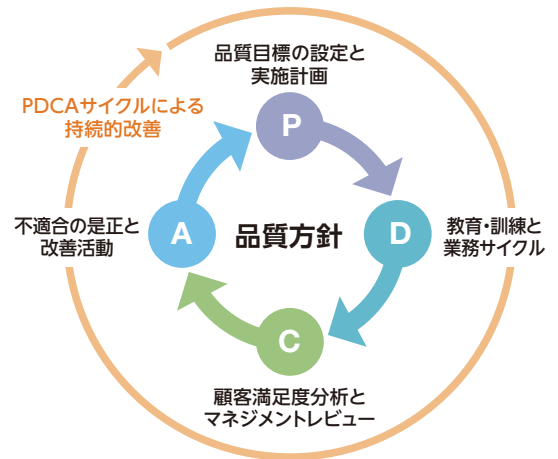 品質目標の設定と
実施計画
PDCAサイクルによる
持続的改善
P
不適合の是正と
改善活動
A
品質方針
D
教育・訓練と
業務サイクル
C
顧客満足度分析と
マネジメントレビュー